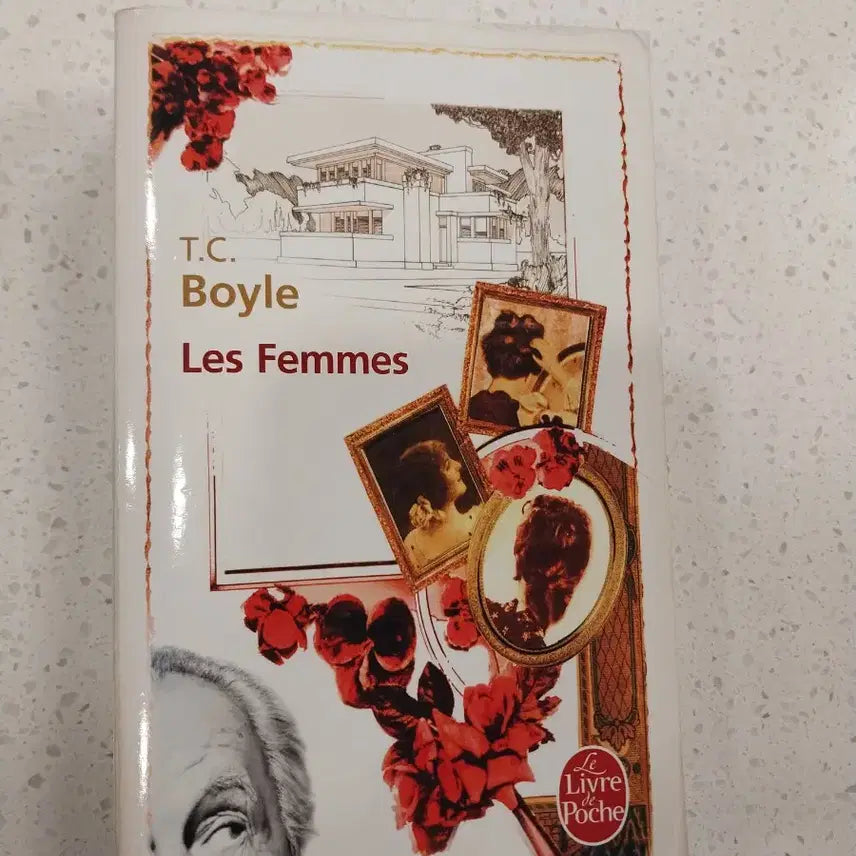 T.C.
Boyle
Les Femmes
Le
Livre
de
Poche